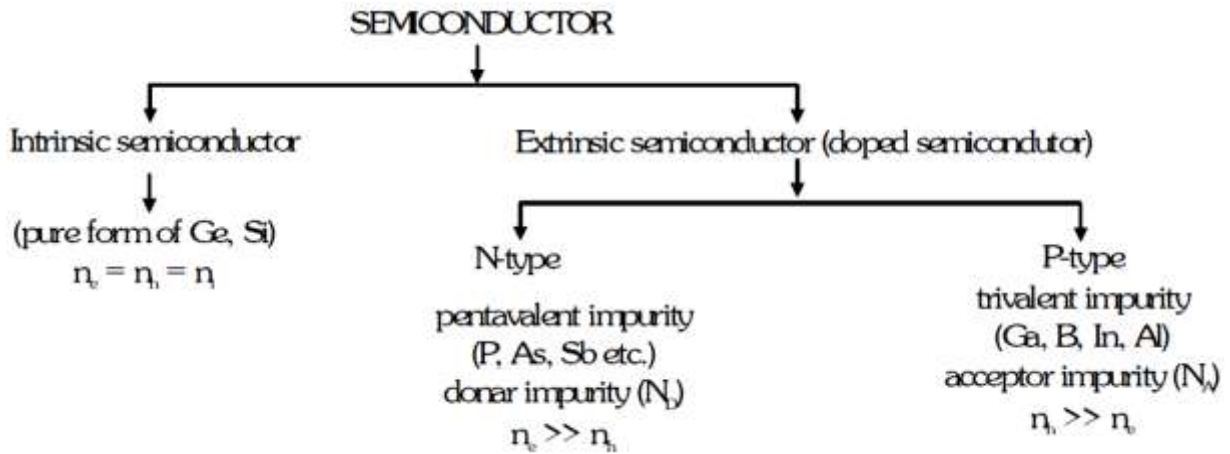 SEMICONDUCTOR
Intrinsic semiconductor
(pure form of Ge, Si)
nₑ = nₕ = nᵢ
Extrinsic semiconductor (doped semicondutor)
N-type
pentavalent impurity
(P, As, Sb etc.)
donar impurity (N_D)
nₑ >> nₕ
P-type
trivalent impurity
(Ga, B, In, Al)
acceptor impurity (N_A)
nₕ >> nₑ